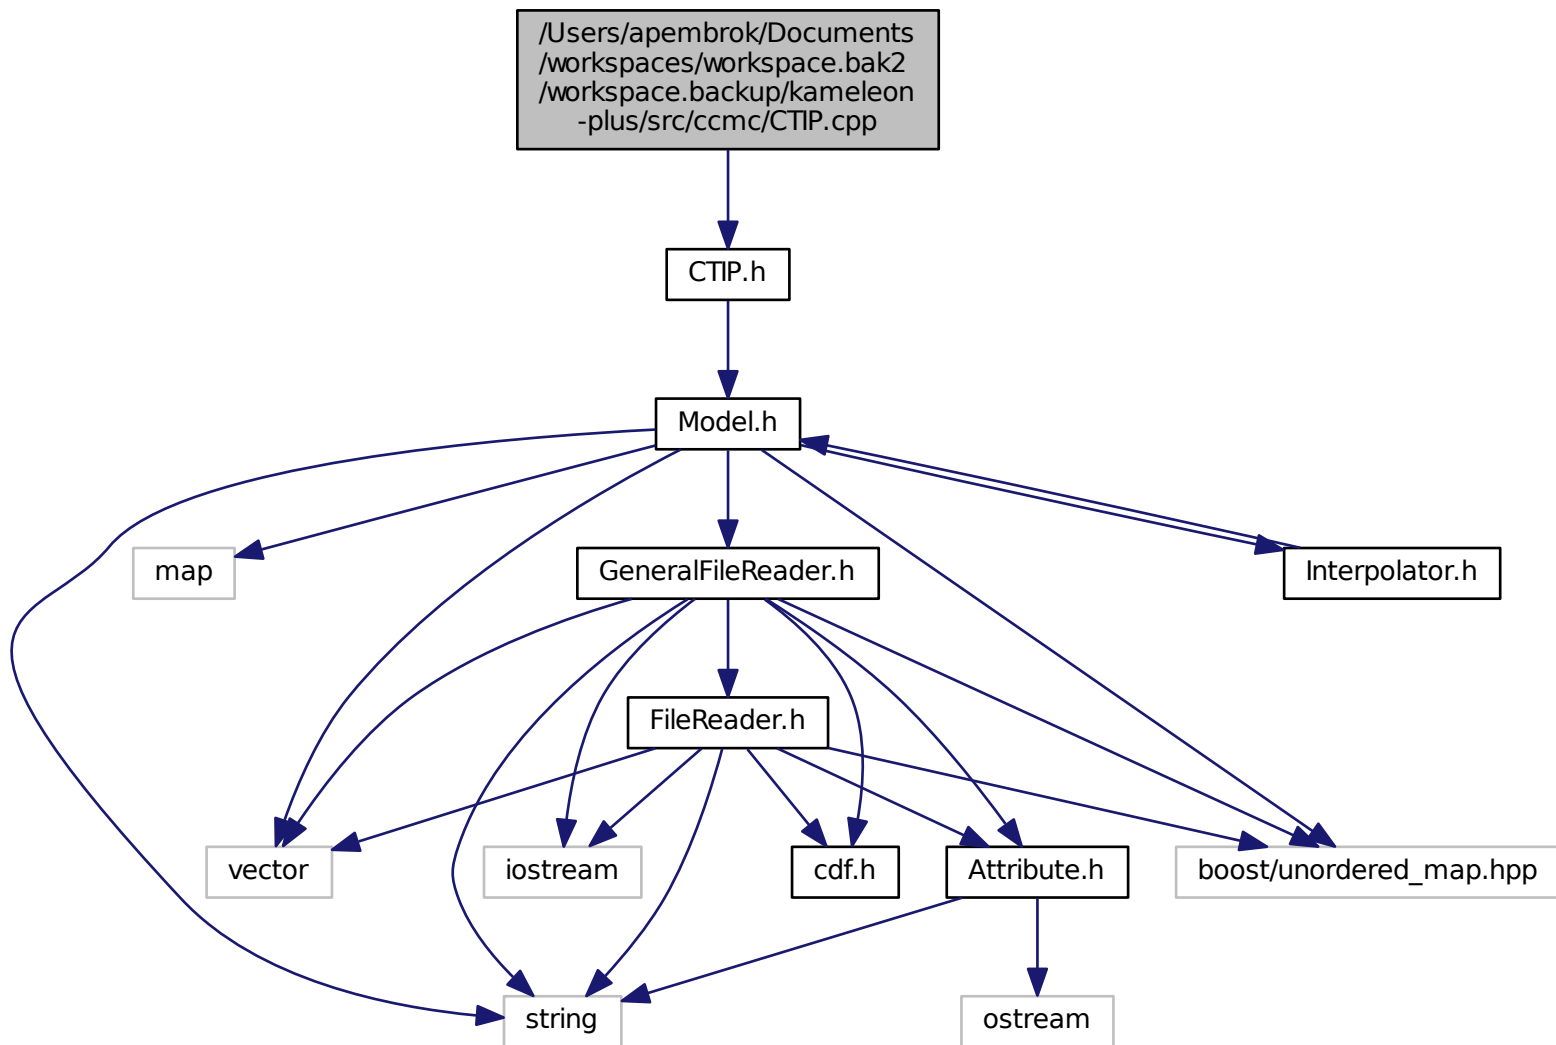 /Users/apembrok/Documents
/workspaces/workspace.bak2
/workspace.backup/kameleon
-plus/src/ccmc/CTIP.cpp
CTIP.h
Model.h
map
GeneralFileReader.h
Interpolator.h
FileReader.h
vector
iostream
cdf.h
Attribute.h
boost/unordered_map.hpp
string
ostream